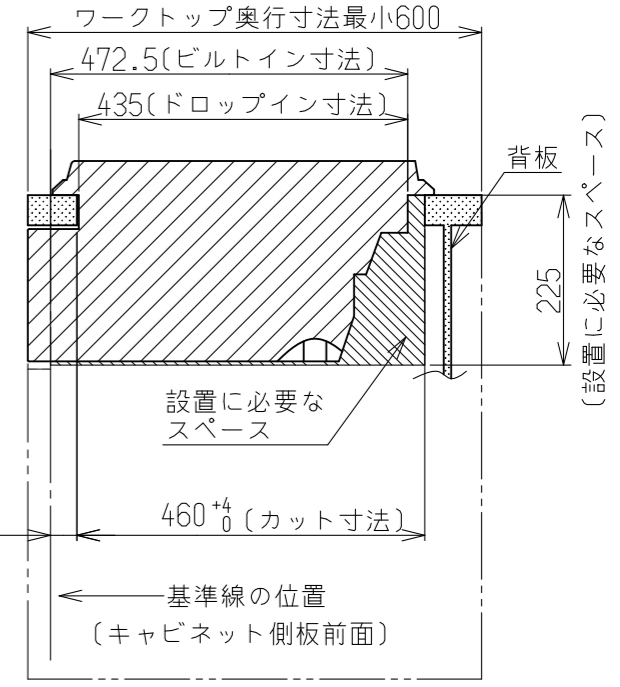 ワークトップ奥行寸法最小600
472.5(ビルトイン寸法)
435(ドロップイン寸法)
背板
225
(設置に必要なスペース)
設置に必要な
スペース
460 +4 0 (カット寸法)
基準線の位置
(キャビネット側板前面)